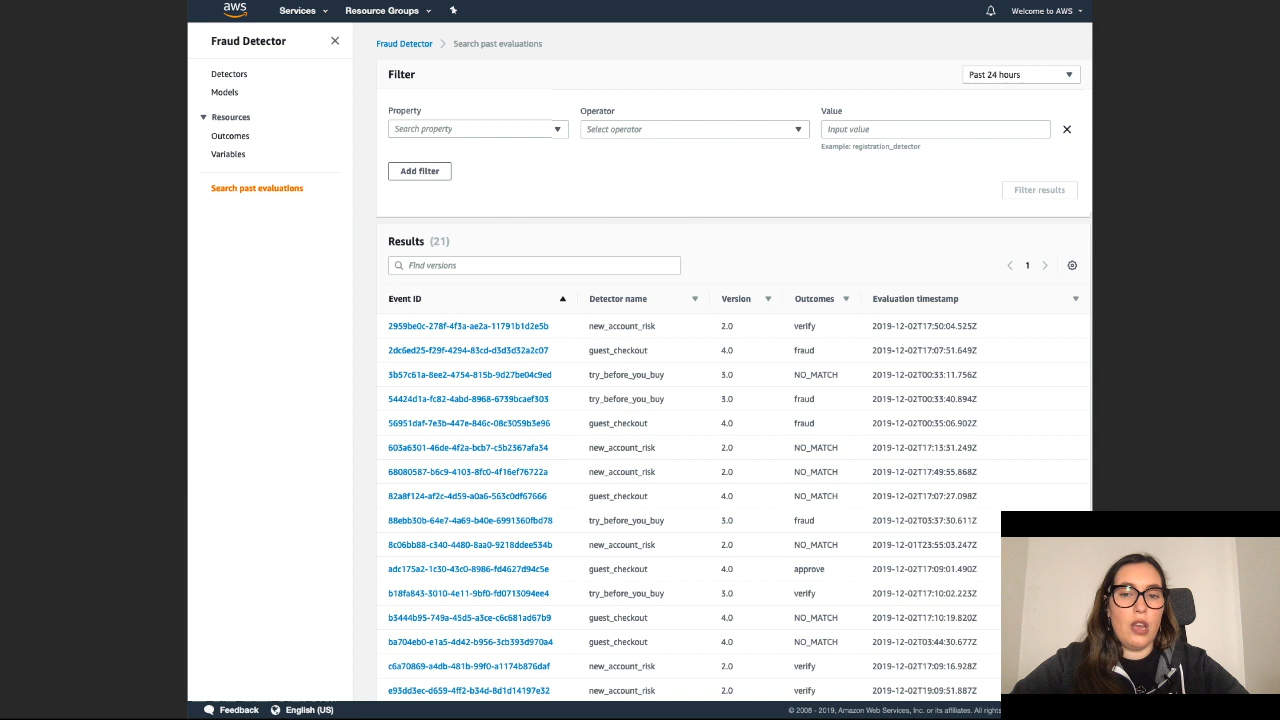 aws Services Resource Groups Welcome to AWS
Fraud Detector
Detectors
Models
Resources
Outcomes
Variables
Search past evaluations
Fraud Detector Search past evaluations
Filter Past 24 hours
Property Operator Value
Search property Select operator Input value
Example: registration_detector
Add filter
Filter results
Results (21)
Find versions 1
Event ID Detector name Version Outcomes Evaluation timestamp
2959be0c-278f-4f3a-ae2a-11791b1d2e5b new_account_risk 2.0 verify 2019-12-02T17:50:04.525Z
2dc6ed25-f29f-4294-83cd-d3d3d32a2c07 guest_checkout 4.0 fraud 2019-12-02T17:07:51.649Z
3b57c61a-8ee2-4754-815b-9d27be04c9ed try_before_you_buy 3.0 NO_MATCH 2019-12-02T00:33:11.756Z
54424d1a-fc82-4abd-8968-6739bcaef303 try_before_you_buy 3.0 fraud 2019-12-02T00:33:40.894Z
56951daf-7e3b-447e-846c-08c3059b3e96 guest_checkout 4.0 fraud 2019-12-02T00:35:06.902Z
603a6301-46de-4f2a-bcb7-c5b2367afa34 new_account_risk 2.0 NO_MATCH 2019-12-02T17:13:31.249Z
68080587-b6c9-4103-8fc0-4f16ef76722a new_account_risk 2.0 NO_MATCH 2019-12-02T17:49:55.868Z
82a8f124-af2c-4d59-a0a6-563c0df67666 guest_checkout 4.0 NO_MATCH 2019-12-02T17:07:27.098Z
88ebb30b-64e7-4a69-b40e-6991360fbd78 try_before_you_buy 3.0 fraud 2019-12-02T03:37:30.611Z
8c06bb88-c340-4480-8aa0-9218ddee534b new_account_risk 2.0 NO_MATCH 2019-12-01T23:55:03.247Z
adc175a2-1c30-43c0-8986-fd4627d94c5e guest_checkout 4.0 approve 2019-12-02T17:09:01.490Z
b18fa843-3010-4e11-9bf0-fd0713094ee4 try_before_you_buy 3.0 verify 2019-12-02T17:10:02.223Z
b3444b95-749a-45d5-a3ce-c6c681ad67b9 guest_checkout 4.0 NO_MATCH 2019-12-02T17:10:19.820Z
ba704eb0-e1a5-4d42-b956-3cb393d970a4 guest_checkout 4.0 NO_MATCH 2019-12-02T03:44:30.677Z
c6a70869-a4db-481b-99f0-a1174b876daf new_account_risk 2.0 verify 2019-12-02T17:09:16.928Z
e93dd3ec-d659-4ff2-b34d-8d1d14197e32 new_account_risk 2.0 verify 2019-12-02T17:09:51.887Z
Feedback English (US) © 2008 - 2019, Amazon Web Services, Inc. or its affiliates. All rights